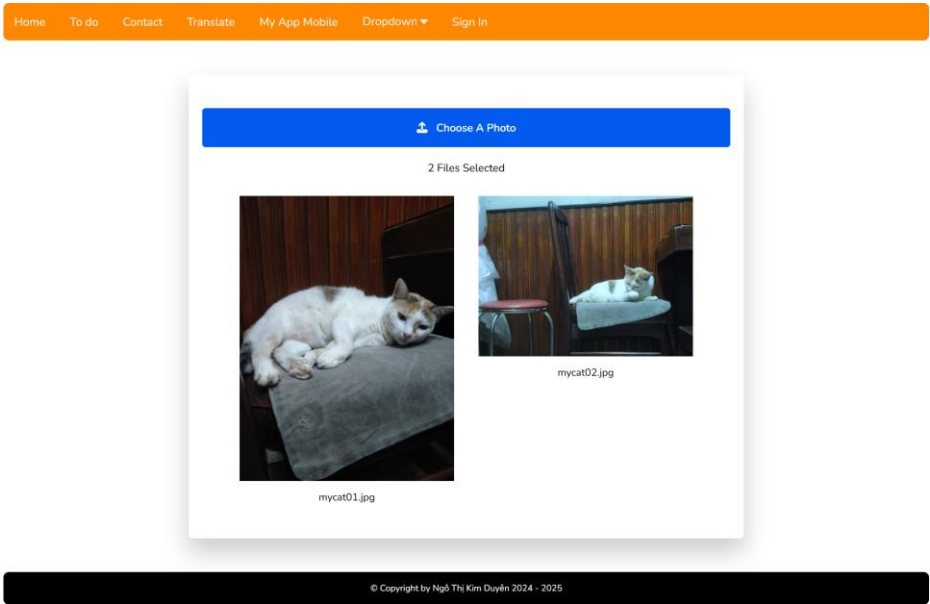 Home To do Contact Translate My App Mobile Dropdown Sign In
Choose A Photo
2 Files Selected
mycat02.jpg
mycat01.jpg
© Copyright by Ngô Thị Kim Duyên 2024 - 2025